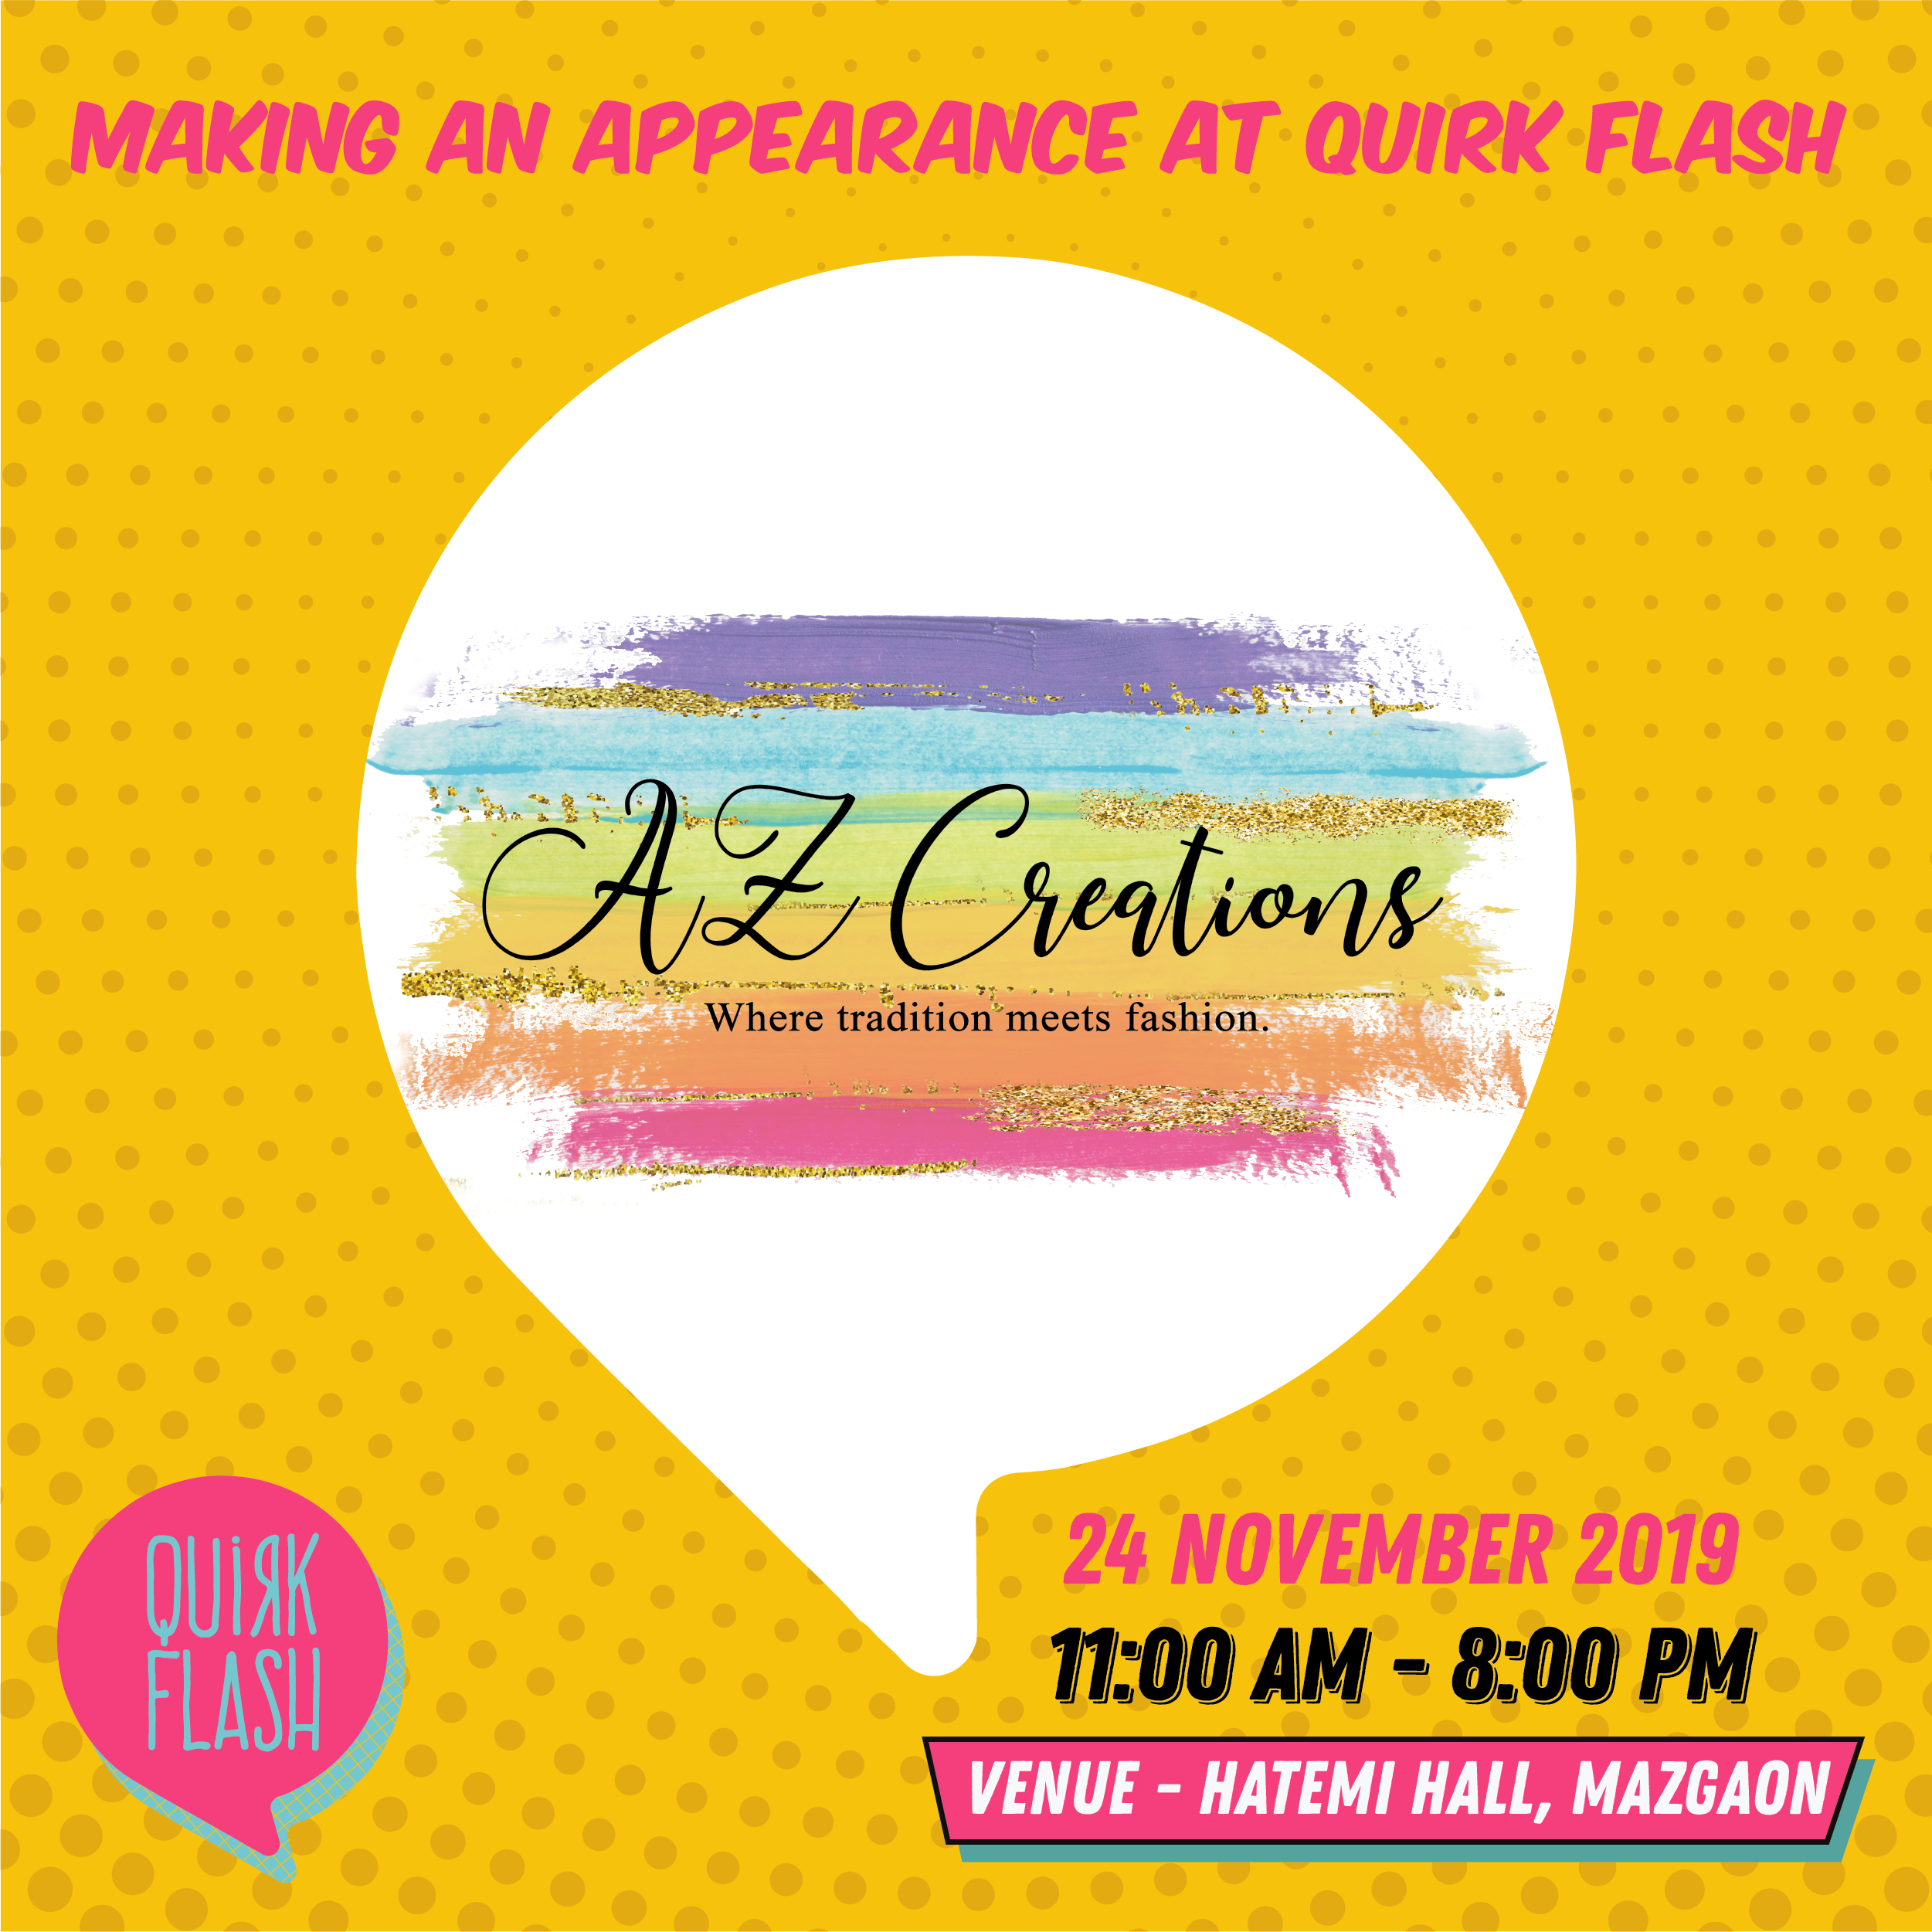 MAKING AN APPEARANCE AT QUIRK FLASH
AZ Creations
Where tradition meets fashion.
24 NOVEMBER 2019
11:00 AM - 8:00 PM
VENUE - HATEMI HALL, MAZGAON
QUIRK
FLASH